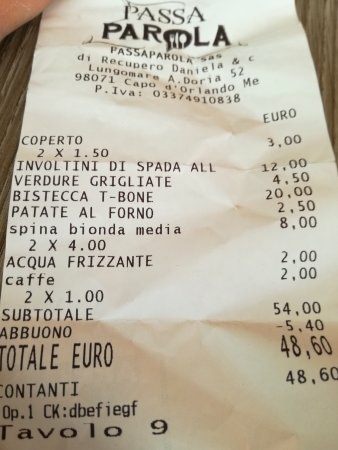 PASSA
PAROLA
PASSAPAROLA sas
di Recupero Daniela & c
Lungomare A.Doria 52
98071 Capo d'Orlando Me
P.Iva: 03374910838
EURO
COPERTO 3,00
2 X 1.50
INVOLTINI DI SPADA ALL 12,00
VERDURE GRIGLIATE 4,50
BISTECCA T-BONE 20,00
PATATE AL FORNO 2,50
spina bionda media 8,00
2 X 4.00
ACQUA FRIZZANTE 2,00
caffe 2,00
2 X 1.00
SUBTOTALE 54,00
ABBUONO -5,40
TOTALE EURO 48,60
CONTANTI 48,60
Op.1 CK:dbefiegf
Tavolo 9